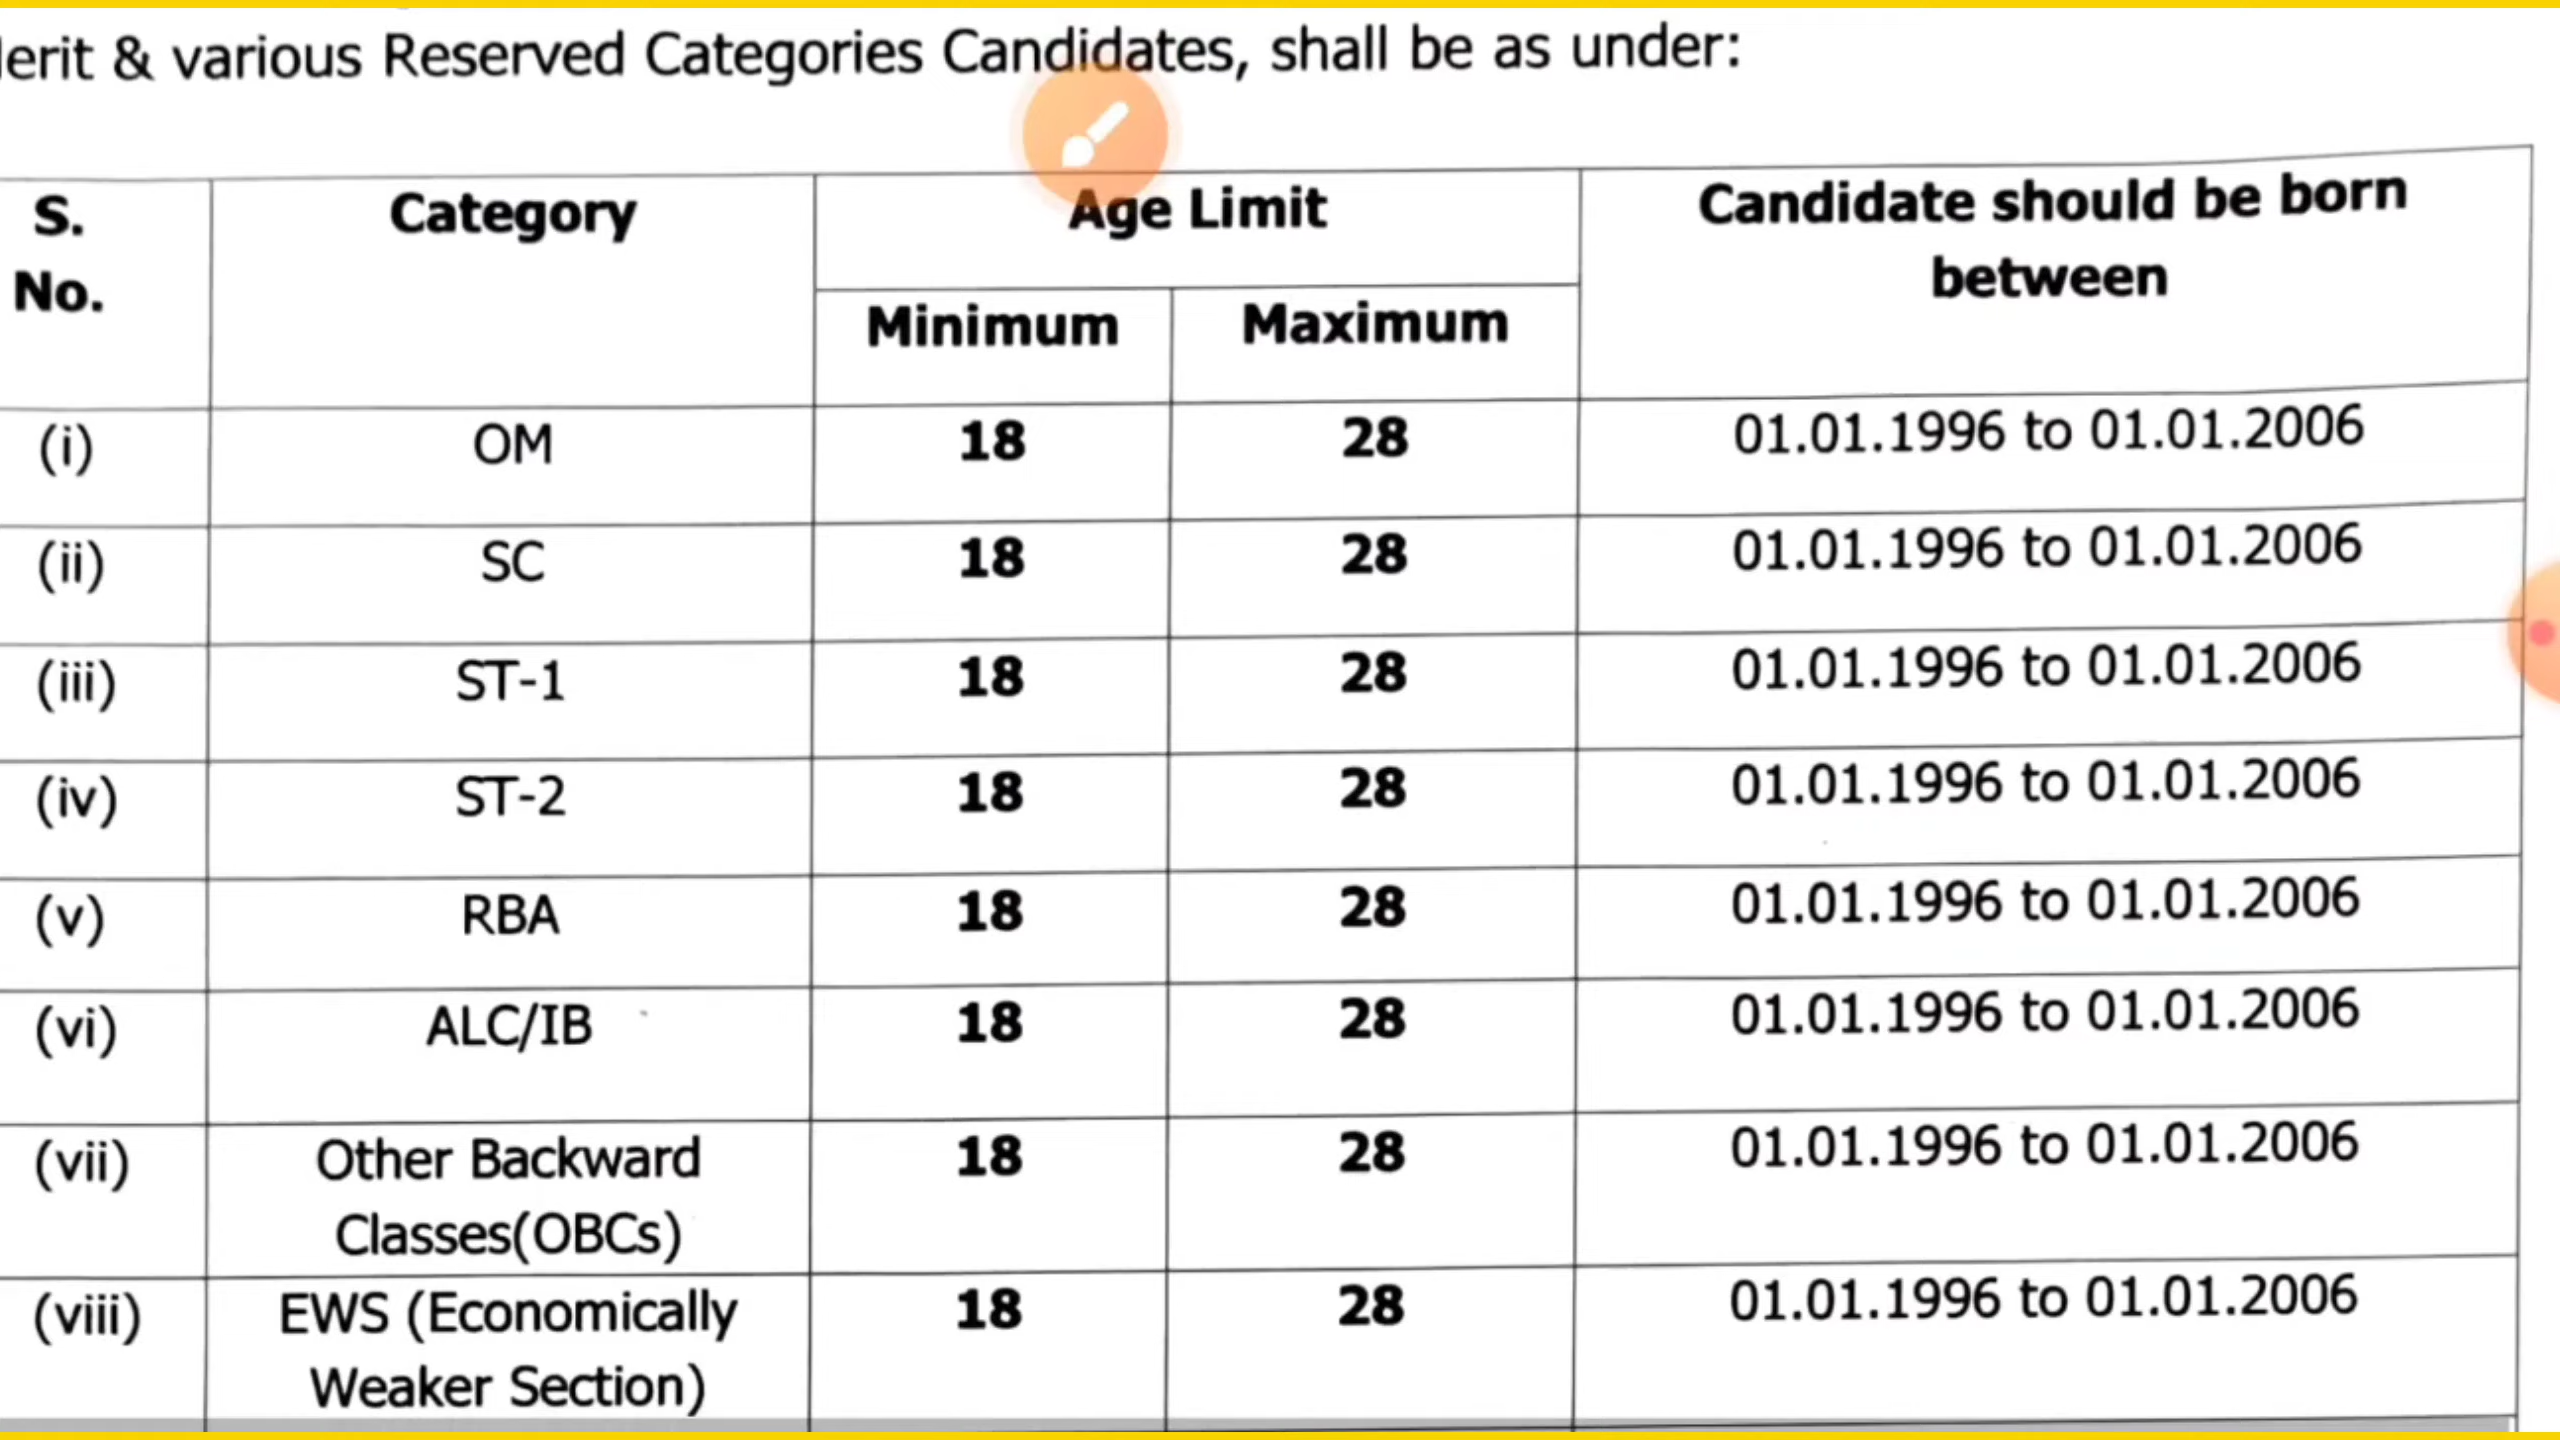 erit & various Reserved Categories Candidates, shall be as under:
S. No. Category Age Limit Candidate should be born between
Minimum Maximum
(i) OM 18 28 01.01.1996 to 01.01.2006
(ii) SC 18 28 01.01.1996 to 01.01.2006
(iii) ST-1 18 28 01.01.1996 to 01.01.2006
(iv) ST-2 18 28 01.01.1996 to 01.01.2006
(v) RBA 18 28 01.01.1996 to 01.01.2006
(vi) ALC/IB 18 28 01.01.1996 to 01.01.2006
(vii) Other Backward 18 28 01.01.1996 to 01.01.2006
Classes(OBCs)
(viii) EWS (Economically 18 28 01.01.1996 to 01.01.2006
Weaker Section)